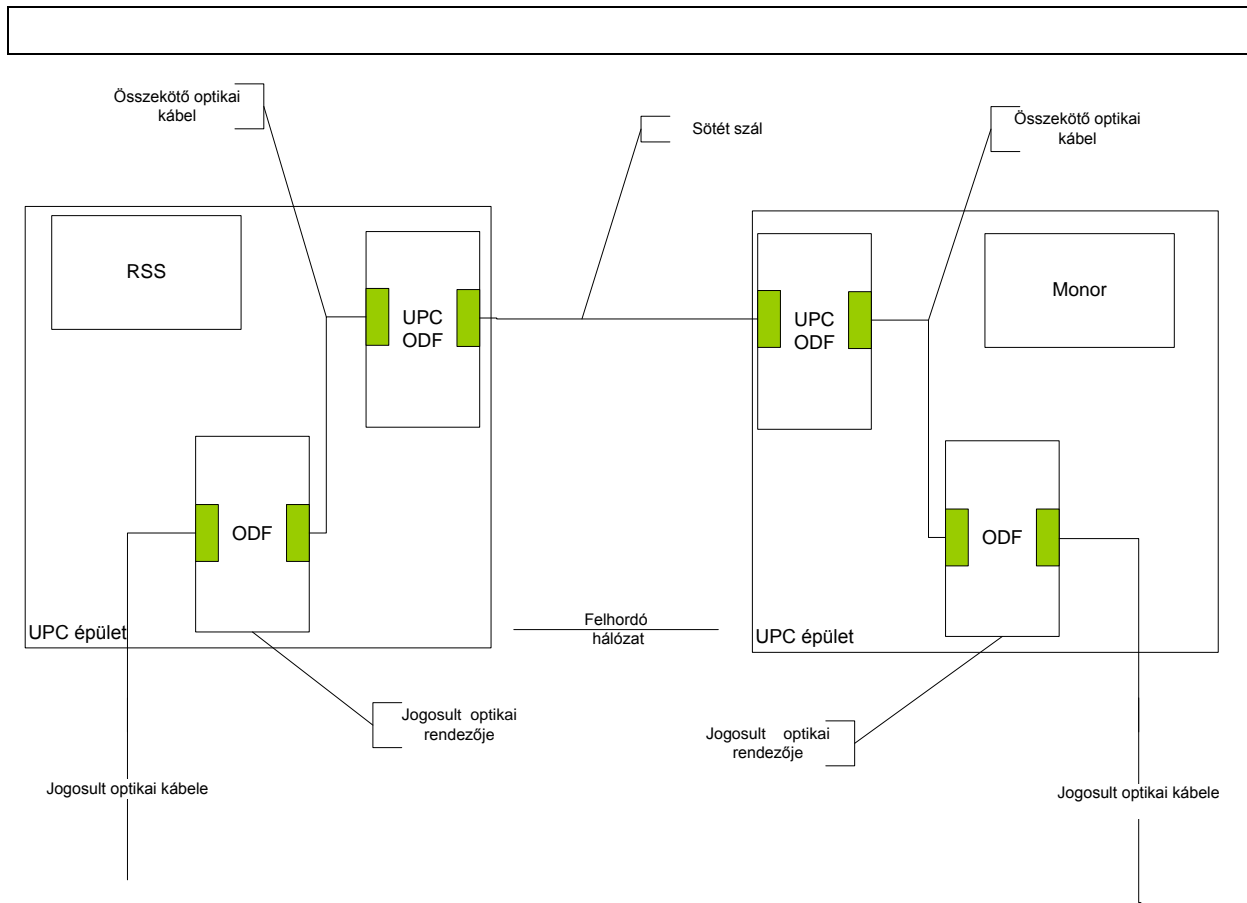 Összekötő optikai
kábel
Sötét szál
Összekötő optikai
kábel
RSS
UPC
ODF
UPC
ODF
Monor
ODF
ODF
UPC épület
Felhordó
hálózat
UPC épület
Jogosult optikai
rendezője
Jogosult optikai
rendezője
Jogosult optikai kábele
Jogosult optikai kábele